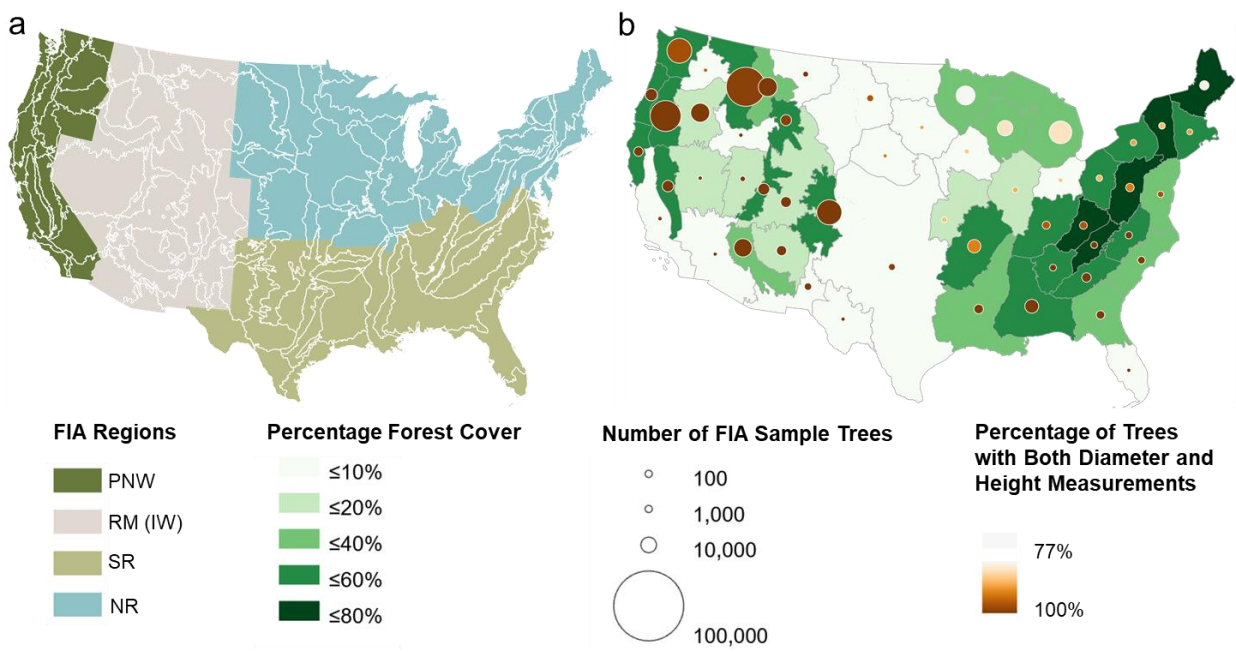 a
b
FIA Regions
PNW
RM (IW)
SR
NR
Percentage Forest Cover
≤10%
≤20%
≤40%
≤60%
≤80%
Number of FIA Sample Trees
100
1,000
10,000
100,000
Percentage of Trees
with Both Diameter and
Height Measurements
77%
100%